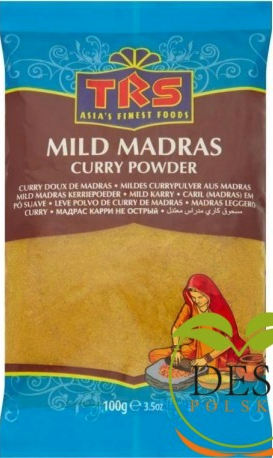 TRS
ASIA'S FINEST FOODS
MILD MADRAS
CURRY POWDER
CURRY DOUX DE MADRAS • MILDES CURRYPULVER AUS MADRAS
MILD MADRAS KERRIEPOEDER • MILD KARRY • CARIL (MADRAS) EM
PÓ SUAVE • LEVE POLVO DE CURRY DE MADRAS • MADRAS LEGGERO
CURRY • МАДРАС КАРРИ НЕ ОСТРЫЙ • مسحوق كاري مدراس معتدل
100g ℮ 3.5oz
DES
POLSK